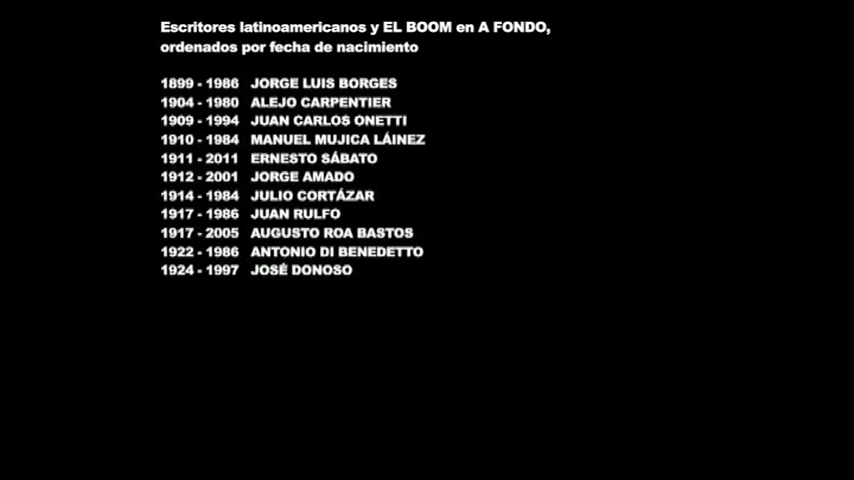 Escritores latinoamericanos y EL BOOM en A FONDO,
ordenados por fecha de nacimiento
1899 - 1986 JORGE LUIS BORGES
1904 - 1980 ALEJO CARPENTIER
1909 - 1994 JUAN CARLOS ONETTI
1910 - 1984 MANUEL MUJICA LÁINEZ
1911 - 2011 ERNESTO SÁBATO
1912 - 2001 JORGE AMADO
1914 - 1984 JULIO CORTÁZAR
1917 - 1986 JUAN RULFO
1917 - 2005 AUGUSTO ROA BASTOS
1922 - 1986 ANTONIO DI BENEDETTO
1924 - 1997 JOSÉ DONOSO